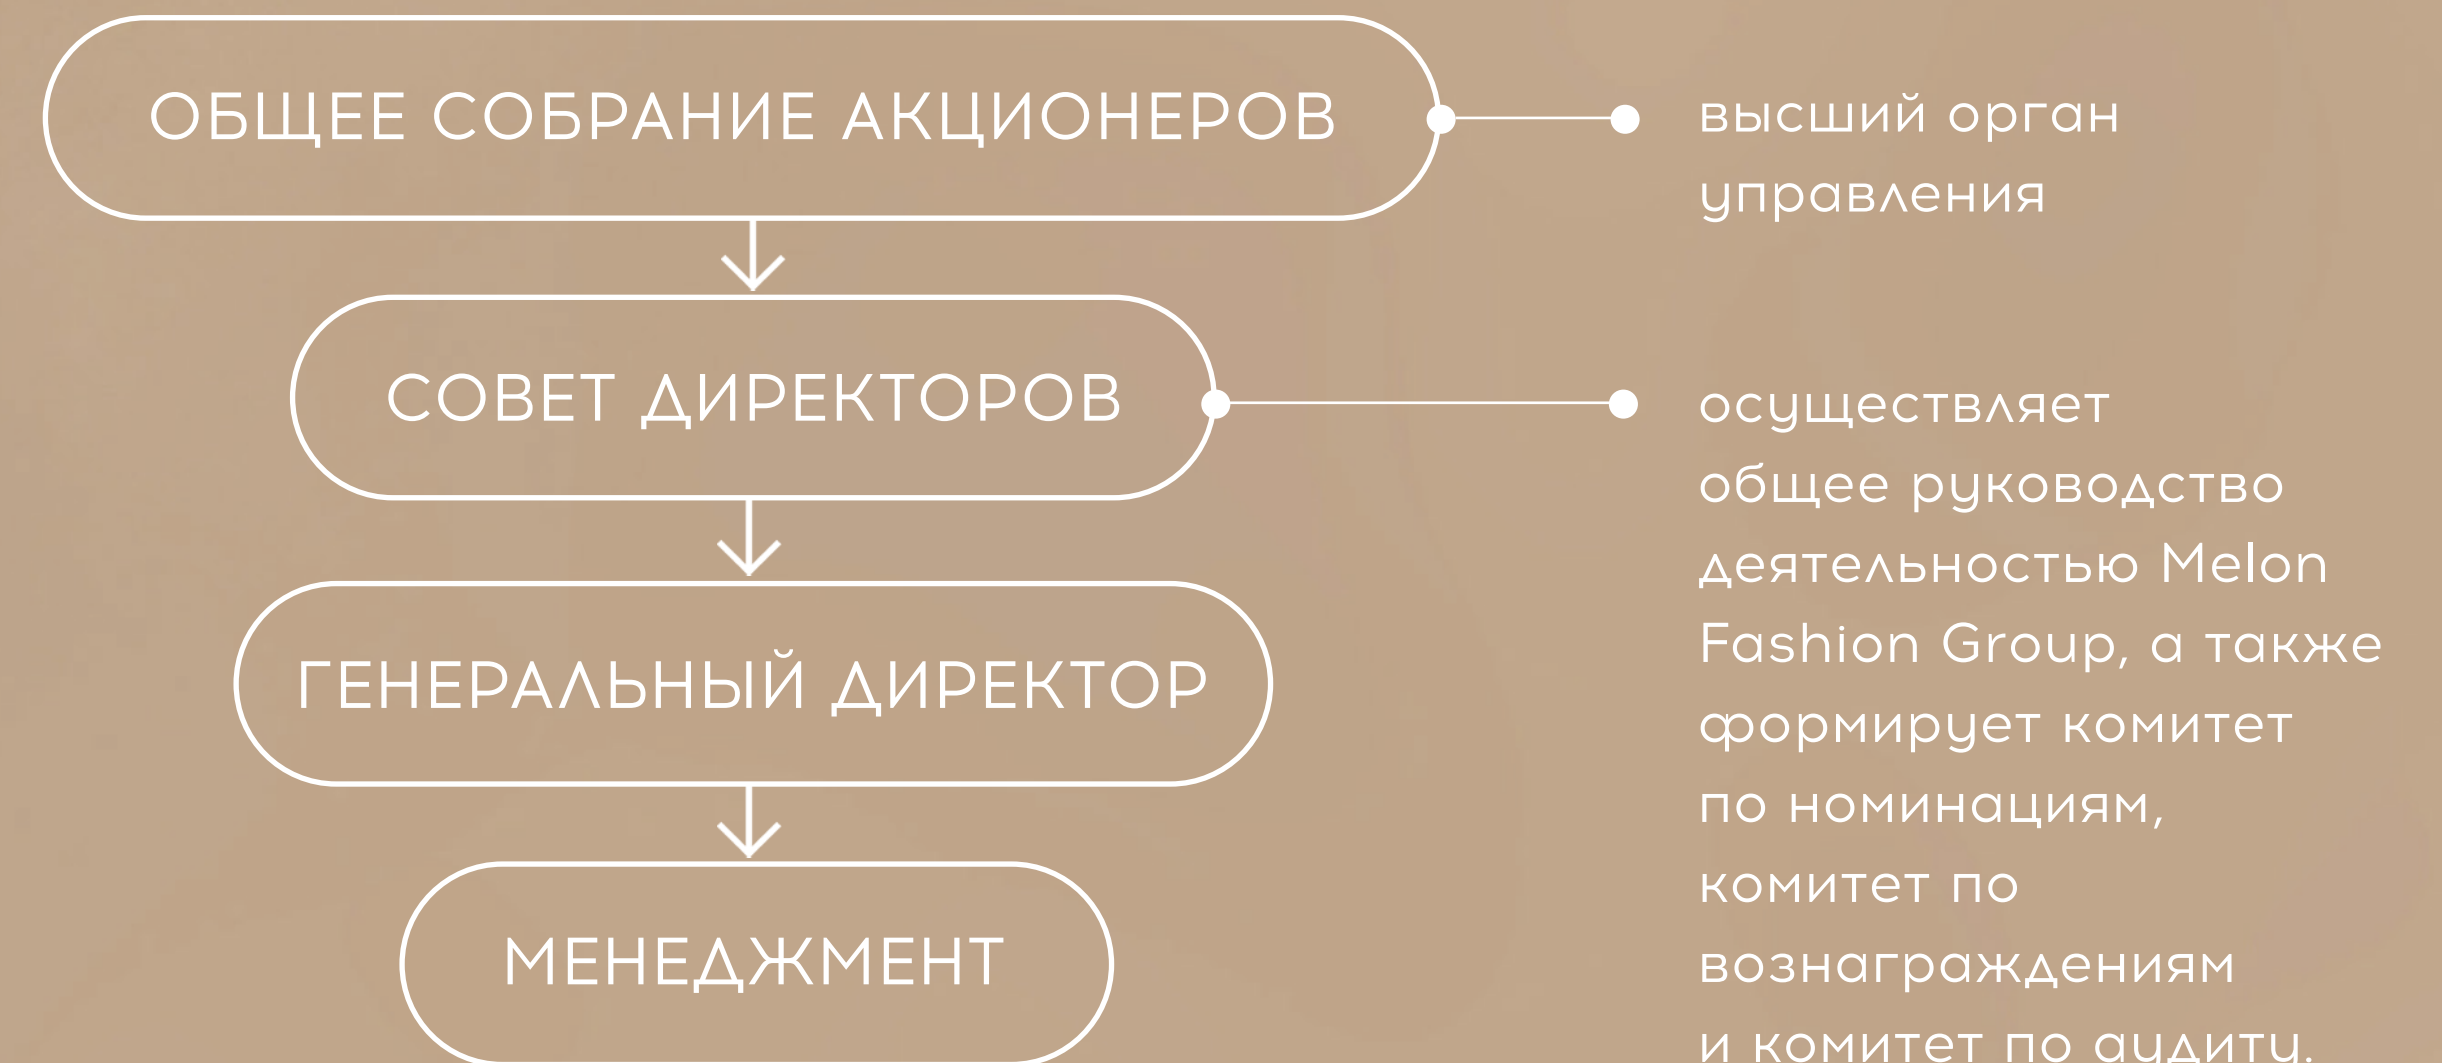 ОБЩЕЕ СОБРАНИЕ АКЦИОНЕРОВ
высший орган
управления
СОВЕТ ДИРЕКТОРОВ
осуществляет
общее руководство
деятельностью Melon
Fashion Group, а также
формирует комитет
по номинациям,
комитет по
вознаграждениям
и комитет по аудиту.
ГЕНЕРАЛЬНЫЙ ДИРЕКТОР
МЕНЕДЖМЕНТ